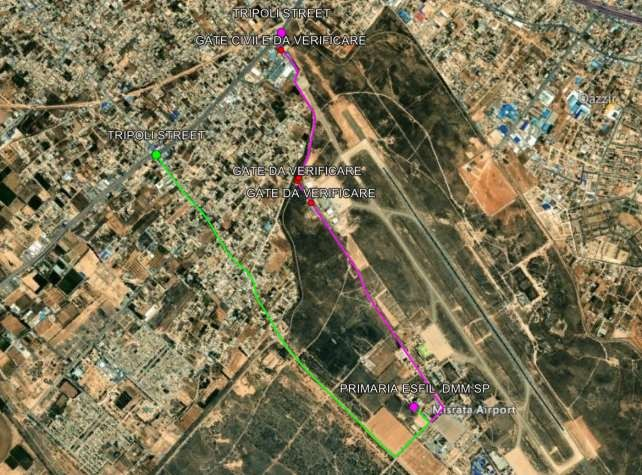 TRIPOLI STREET
GATE CIVILE DA VERIFICARE
TRIPOLI STREET
GATE DA VERIFICARE
GATE DA VERIFICARE
PRIMARIA ESFIL .DMM SP
Misrata Airport